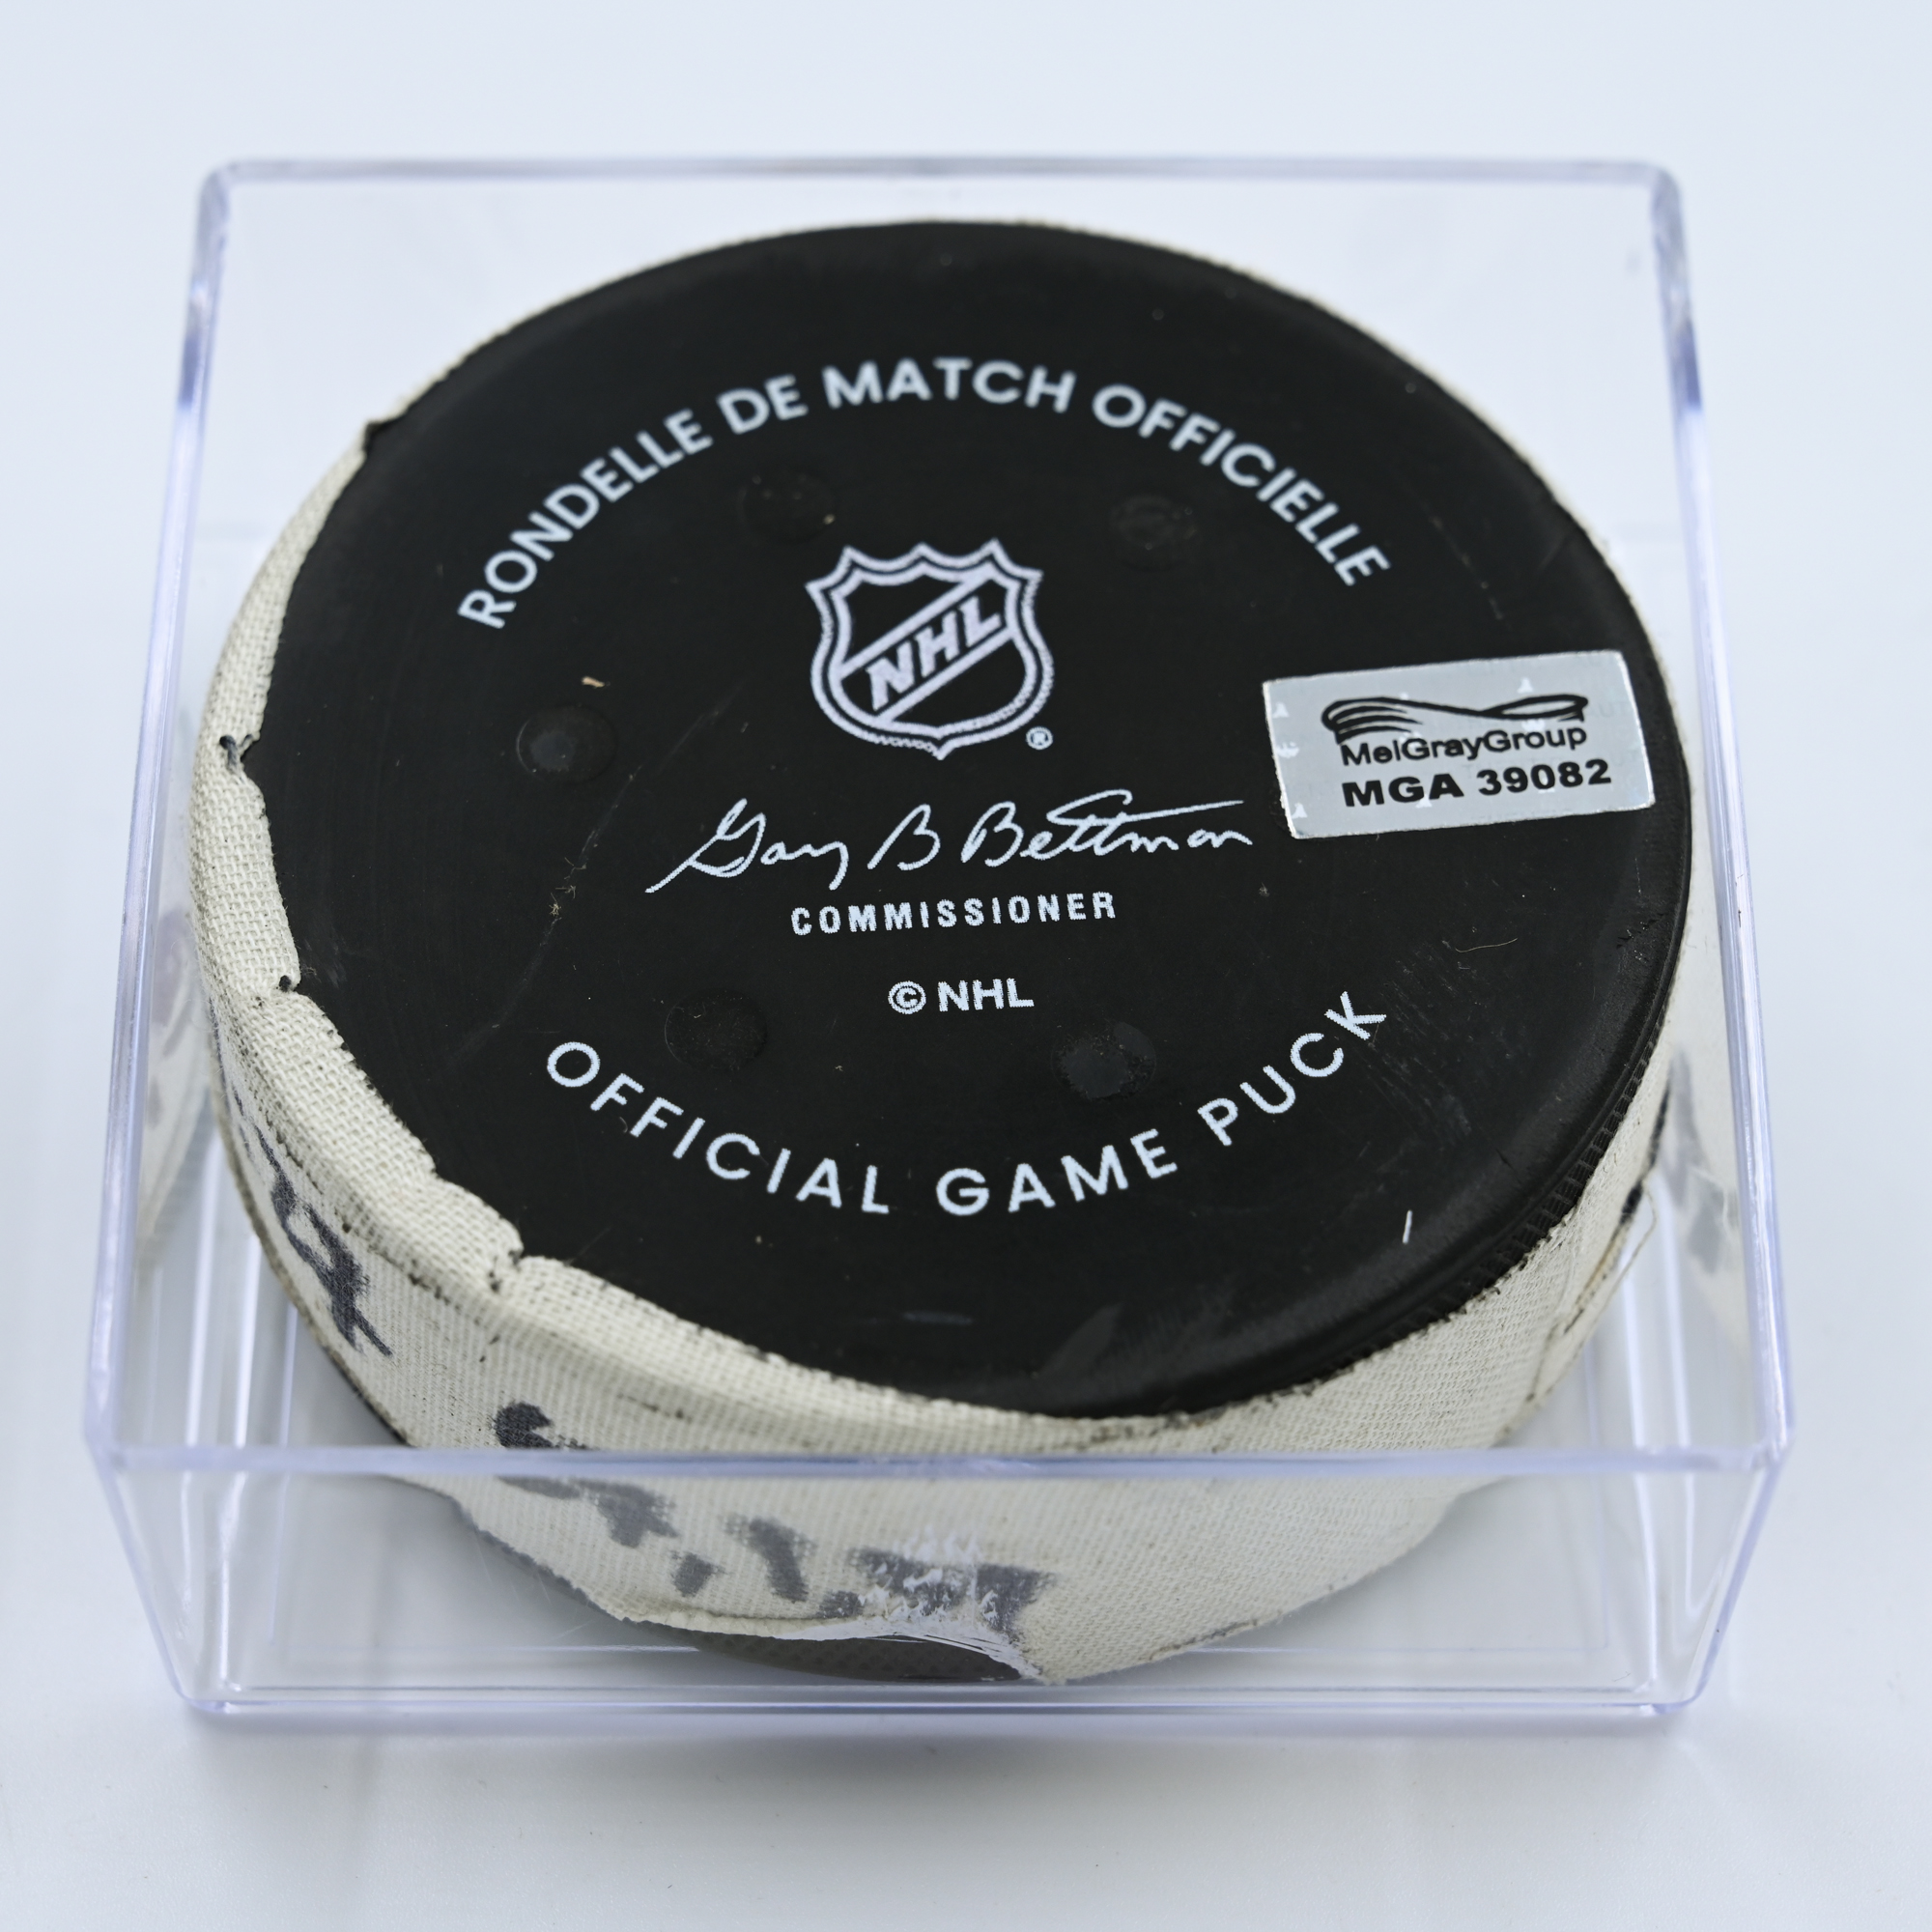 RONDELLE DE MATCH OFFICIELLE
NHL
®
MelGrayGroup
MGA 39082
Gary B Bettman
COMMISSIONER
© NHL
OFFICIAL GAME PUCK